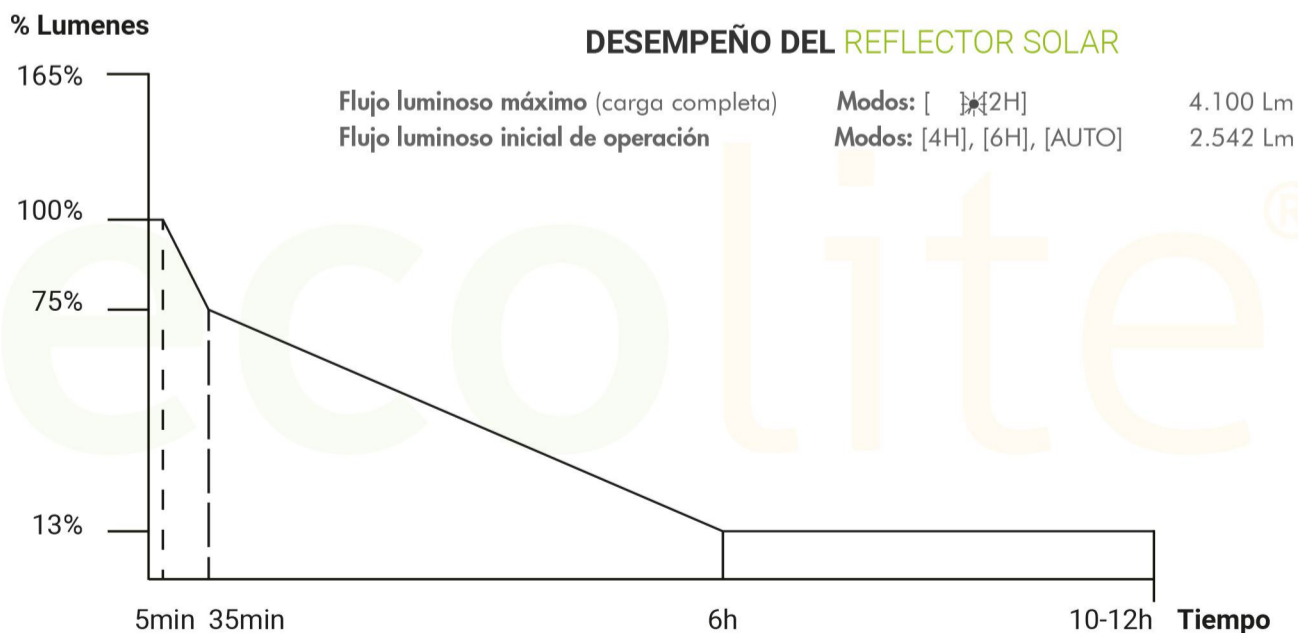 % Lumenes
DESEMPEÑO DEL REFLECTOR SOLAR
165%
Flujo luminoso máximo (carga completa) Modos: [ ] [2H] 4.100 Lm
Flujo luminoso inicial de operación Modos: [4H], [6H], [AUTO] 2.542 Lm
100%
75%
13%
ecolite®
5min 35min 6h 10-12h Tiempo